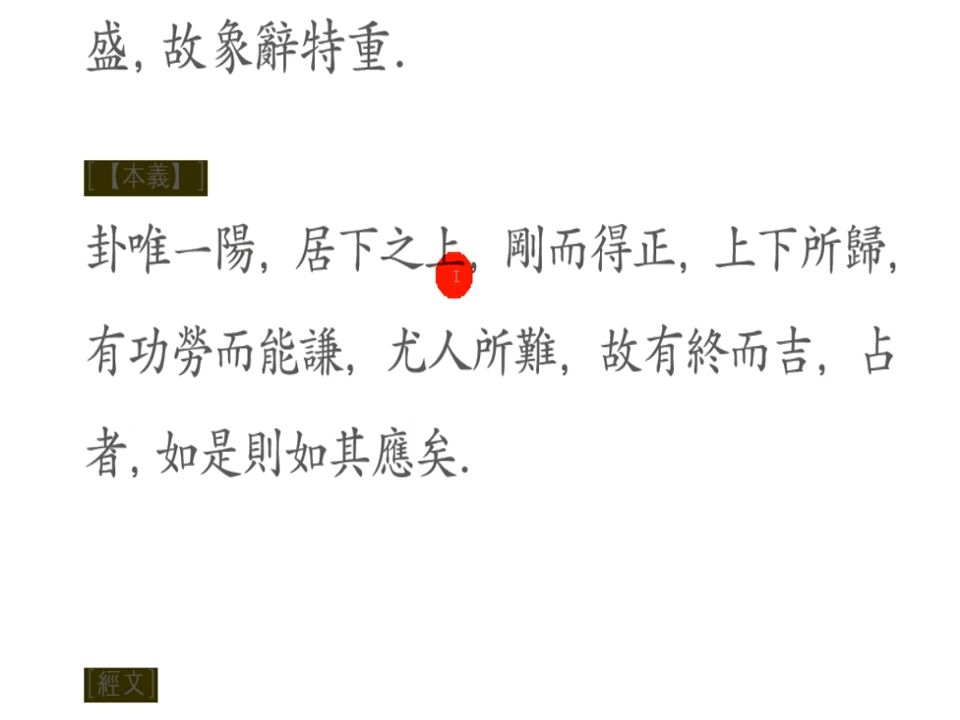 盛, 故象辭特重.
[【本義】]
卦唯一陽, 居下之上, 剛而得正, 上下所歸,
有功勞而能謙, 尤人所難, 故有終而吉, 占
者, 如是則如其應矣.
[經文]